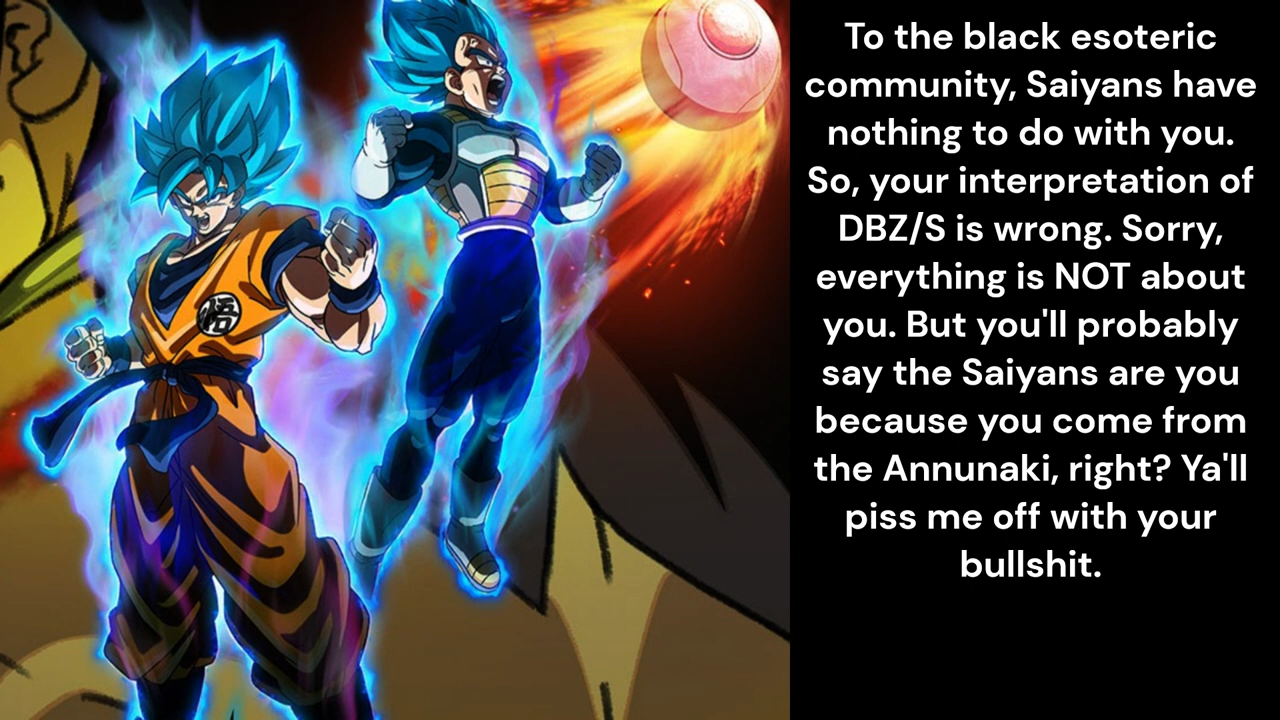 To the black esoteric
community, Saiyans have
nothing to do with you.
So, your interpretation of
DBZ/S is wrong. Sorry,
everything is NOT about
you. But you'll probably
say the Saiyans are you
because you come from
the Annunaki, right? Ya'll
piss me off with your
bullshit.
悟